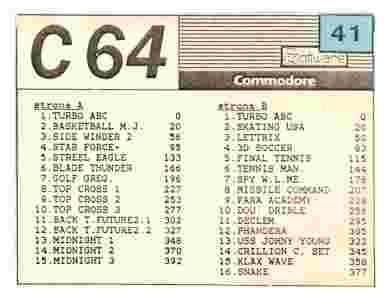 C 64
41
Software
Commodore
strona A
1.TURBO ABC 0
2.BASKETBALL M.J. 20
3.SIDE WINDER 2 56
4.STAR FORCE+ 95
5.STREEL EAGLE 133
6.BLADE THUNDER 166
7.GOLF GREG. 196
8.TOP CROSS 1 227
9.TOP CROSS 2 253
10.TOP CROSS 3 277
11.BACK T.FUTURE2.1 302
12.BACK T.FUTURE2.2 327
13.MIDNIGHT 1 348
14.MIDNIGHT 2 370
15.MIDNIGHT 3 392
strona B
1.TURBO ABC 0
2.SKATING USA 20
3.LETTRIX 50
4.3D SOCCER 83
5.FINAL TENNIS 115
6.TENNIS MAN. 144
7.SPY W.L.ME 178
8 MISSILE COMMAND 207
9.PARA ACADEMY
10.DOU. DRIBLE 255
11.
12.PHANDERA 305
13.USS JOHNY YOUNG 322
14.CRILLION C. SET 345
15.KLAX WAVE 358
16.SNAKE 377